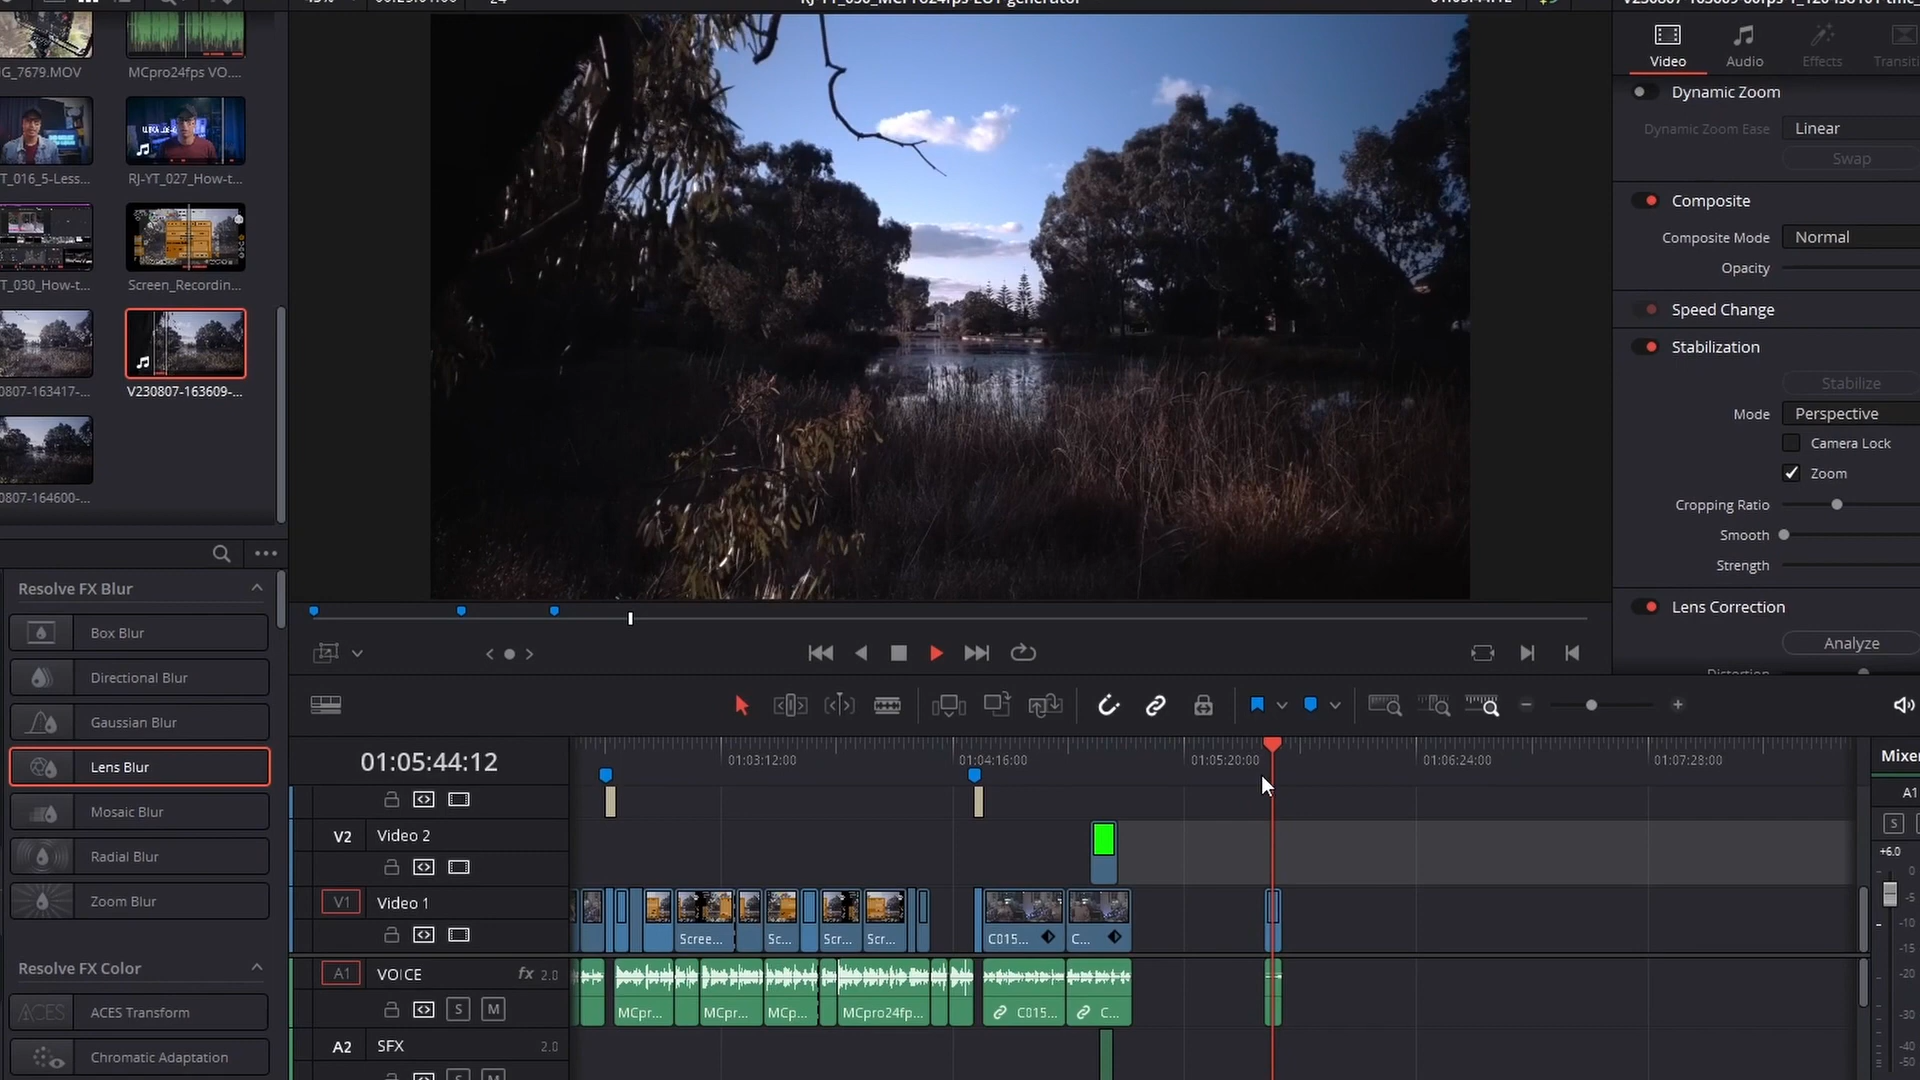 G_7679.MOV
MCpro24fps VO....
T_016_5-Less...
RJ-YT_027_How-t...
T_030_How-t...
Screen_Recordin...
0807-163417-...
V230807-163609-...
0807-164600-...
Resolve FX Blur
Box Blur
Directional Blur
Gaussian Blur
Lens Blur
Mosaic Blur
Radial Blur
Zoom Blur
Resolve FX Color
ACES Transform
Chromatic Adaptation
Video
Audio
Effects
Transiti
Dynamic Zoom
Dynamic Zoom Ease
Linear
Swap
Composite
Composite Mode
Normal
Opacity
Speed Change
Stabilization
Stabilize
Mode
Perspective
Camera Lock
Zoom
Cropping Ratio
Smooth
Strength
Lens Correction
Analyze
01:05:44:12
01:03:12:00
01:04:16:00
01:05:20:00
01:06:24:00
01:07:28:00
V2 Video 2
V1 Video 1
Scree...
Sc...
Scr...
Scr...
C015...
C...
A1 VOICE fx 2.0
S M
MCpr...
MCpr...
MCp...
MCpro24fp...
C015...
C...
A2 SFX 2.0
Mixer
A1
S
+6.0
0
-5
-10
-15
-20
-30
-40
-50